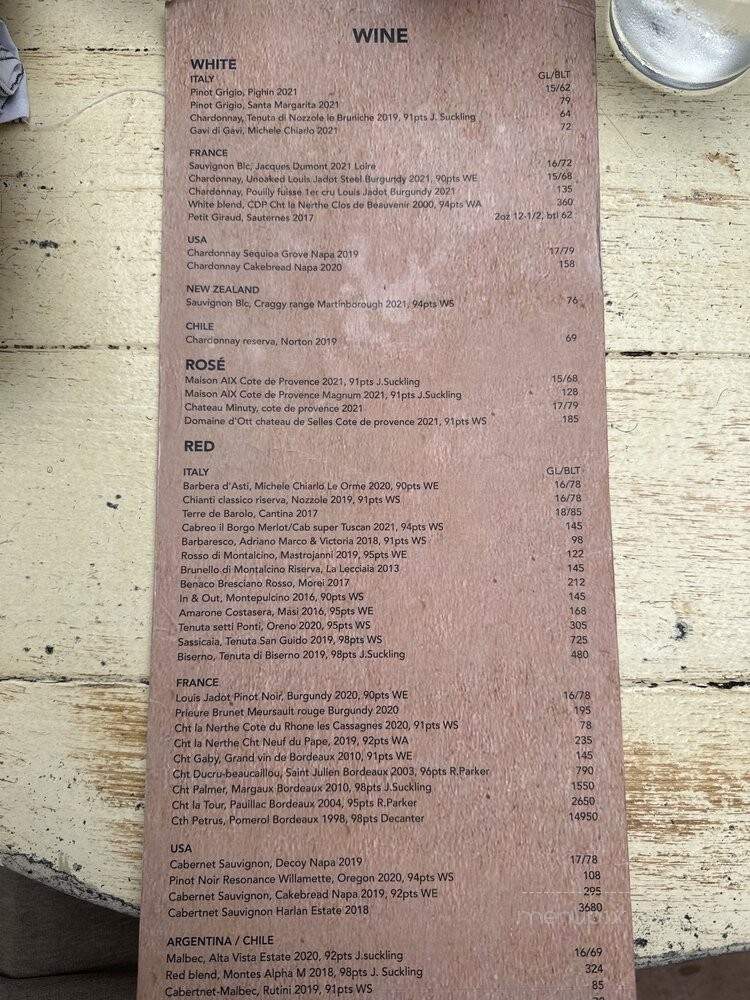 WINE
WHITE
ITALY GL/BLT
Pinot Grigio, Pighin 2021 15/62
Pinot Grigio, Santa Margarita 2021 79
Chardonnay, Tenuta di Nozzole le Bruniche 2019, 91pts J. Suckling 64
Gavi di Gavi, Michele Chiarlo 2021 72
FRANCE
Sauvignon Blc, Jacques Dumont 2021 Loire 16/72
Chardonnay, Unoaked Louis Jadot Steel Burgundy 2021, 90pts WE 15/68
Chardonnay, Pouilly fuisse 1er cru Louis Jadot Burgundy 2021 135
White blend, CDP Cht la Nerthe Clos de Beauvenir 2000, 94pts WA 360
Petit Giraud, Sauternes 2017 2oz 12-1/2, btl 62
USA
Chardonnay Sequioa Grove Napa 2019 17/79
Chardonnay Cakebread Napa 2020 158
NEW ZEALAND
Sauvignon Blc, Craggy range Martinborough 2021, 94pts WS 76
CHILE
Chardonnay reserva, Norton 2019 69
ROSÉ
Maison AIX Cote de Provence 2021, 91pts J.Suckling 15/68
Maison AIX Cote de Provence Magnum 2021, 91pts J.Suckling 128
Chateau Minuty, cote de provence 2021 17/79
Domaine d'Ott chateau de Selles Cote de provence 2021, 91pts WS 185
RED
ITALY GL/BLT
Barbera d'Asti, Michele Chiarlo Le Orme 2020, 90pts WE 16/78
Chianti classico riserva, Nozzole 2019, 91pts WS 16/78
Terre de Barolo, Cantina 2017 18/85
Cabreo il Borgo Merlot/Cab super Tuscan 2021, 94pts WS 145
Barbaresco, Adriano Marco & Victoria 2018, 91pts WS 98
Rosso di Montalcino, Mastrojanni 2019, 95pts WE 122
Brunello di Montalcino Riserva, La Lecciaia 2013 145
Benaco Bresciano Rosso, Morei 2017 212
In & Out, Montepulcino 2016, 90pts WS 145
Amarone Costasera, Masi 2016, 95pts WE 168
Tenuta setti Ponti, Oreno 2020, 95pts WS 305
Sassicaia, Tenuta San Guido 2019, 98pts WS 725
Biserno, Tenuta di Biserno 2019, 98pts J.Suckling 480
FRANCE
Louis Jadot Pinot Noir, Burgundy 2020, 90pts WE 16/78
Prieure Brunet Meursault rouge Burgundy 2020 195
Cht la Nerthe Cote du Rhone les Cassagnes 2020, 91pts WS 78
Cht la Nerthe Cht Neuf du Pape, 2019, 92pts WA 235
Cht Gaby, Grand vin de Bordeaux 2010, 91pts WE 145
Cht Ducru-beaucaillou, Saint Julien Bordeaux 2003, 96pts R.Parker 790
Cht Palmer, Margaux Bordeaux 2010, 98pts J.Suckling 1550
Cht la Tour, Pauillac Bordeaux 2004, 95pts R.Parker 2650
Cth Petrus, Pomerol Bordeaux 1998, 98pts Decanter 14950
USA
Cabernet Sauvignon, Decoy Napa 2019 17/78
Pinot Noir Resonance Willamette, Oregon 2020, 94pts WS 108
Cabernet Sauvignon, Cakebread Napa 2019, 92pts WE 295
Cabertnet Sauvignon Harlan Estate 2018 3680
ARGENTINA / CHILE
Malbec, Alta Vista Estate 2020, 92pts J.suckling 16/69
Red blend, Montes Alpha M 2018, 98pts J. Suckling 324
Cabertnet-Malbec, Rutini 2019, 91pts WS 85